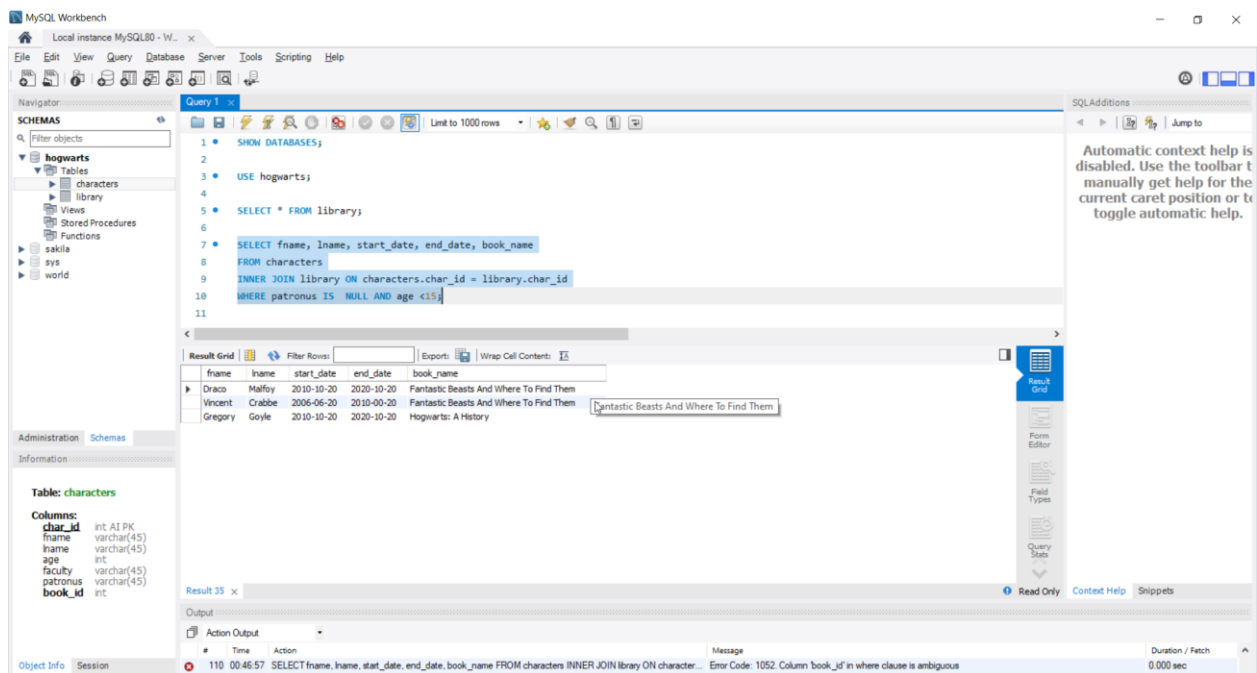 MySQL Workbench
Local instance MySQL80 - W... ×
File Edit View Query Database Server Tools Scripting Help
Navigator
SCHEMAS
Filter objects
hogwarts
Tables
characters
library
Views
Stored Procedures
Functions
sakila
sys
world
Administration Schemas
Information
Table: characters
Columns:
char_id int AI PK
fname varchar(45)
lname varchar(45)
age int
faculty varchar(45)
patronus varchar(45)
book_id int
Object Info Session
Query 1 ×
Limit to 1000 rows
1 SHOW DATABASES;
2
3 USE hogwarts;
4
5 SELECT * FROM library;
6
7 SELECT fname, lname, start_date, end_date, book_name
8 FROM characters
9 INNER JOIN library ON characters.char_id = library.char_id
10 WHERE patronus IS NULL AND age <15;
11
Result Grid Filter Rows: Export: Wrap Cell Content:
fname lname start_date end_date book_name
Draco Malfoy 2010-10-20 2020-10-20 Fantastic Beasts And Where To Find Them
Vincent Crabbe 2006-06-20 2010-00-20 Fantastic Beasts And Where To Find Them
Gregory Goyle 2010-10-20 2020-10-20 Hogwarts: A History
antastic Beasts And Where To Find Them
Result Grid
Form Editor
Field Types
Query Stats
Result 35 ×
Read Only
Output
Action Output
# Time Action Message Duration / Fetch
110 00:46:57 SELECT fname, lname, start_date, end_date, book_name FROM characters INNER JOIN library ON character... Error Code: 1052. Column 'book_id' in where clause is ambiguous 0.000 sec
SQLAdditions
Jump to
Automatic context help is
disabled. Use the toolbar t
manually get help for the
current caret position or to
toggle automatic help.
Context Help Snippets